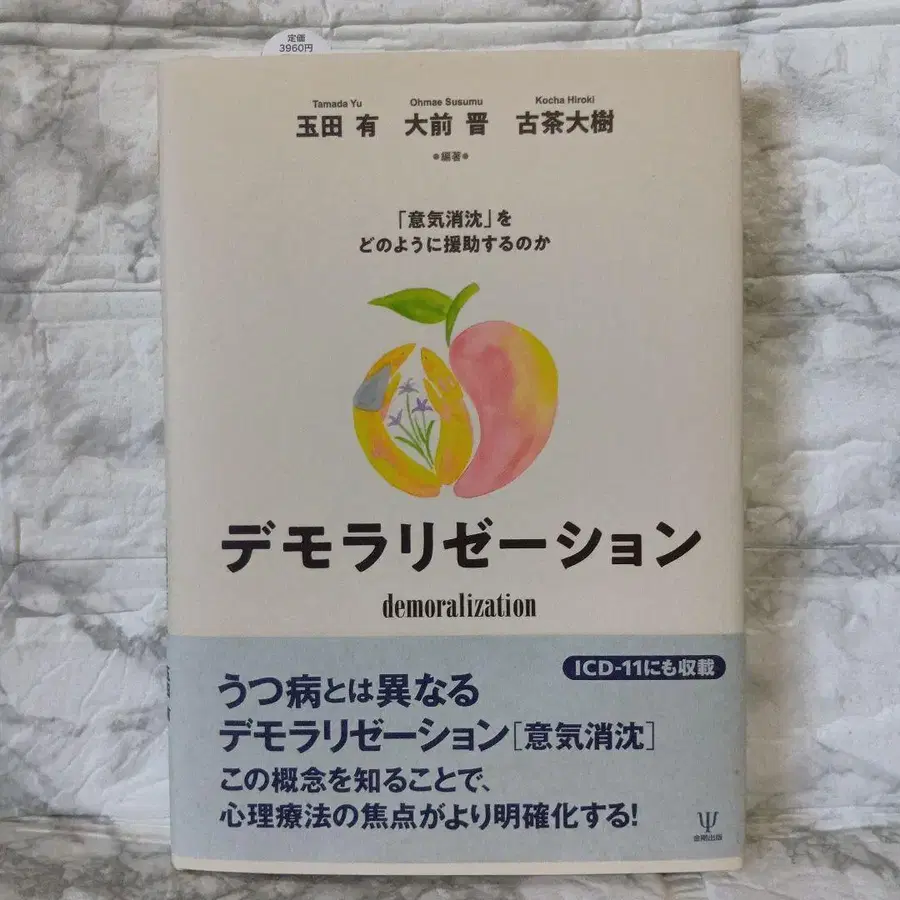 定価
3960円
Tamada Yu Ohmae Susumu Kocha Hiroki
玉田 有 大前 晋 古茶大樹
●編著●
「意気消沈」を
どのように援助するのか
デモラリゼーション
demoralization
ICD-11にも収載
うつ病とは異なる
デモラリゼーション[意気消沈]
この概念を知ることで、
心理療法の焦点がより明確化する!
Ψ
金剛出版